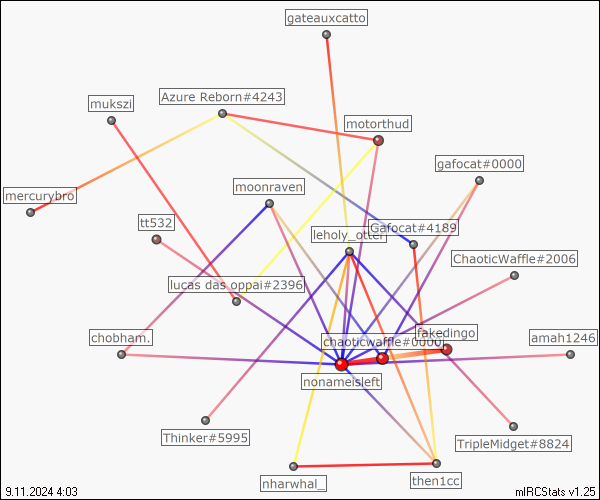 gateauxcatto
Azure Reborn#4243
mukszi
motorthud
gafocat#0000
moonraven
mercurybro
tt532
Gafocat#4189
leholy_otter
ChaoticWaffle#2006
lucas das oppai#2396
fakedingo
chobham.
chaoticwaffle#0000
amah1246
nonameisleft
Thinker#5995
TripleMidget#8824
nharwhal_
then1cc
9.11.2024 4:03
mIRCStats v1.25